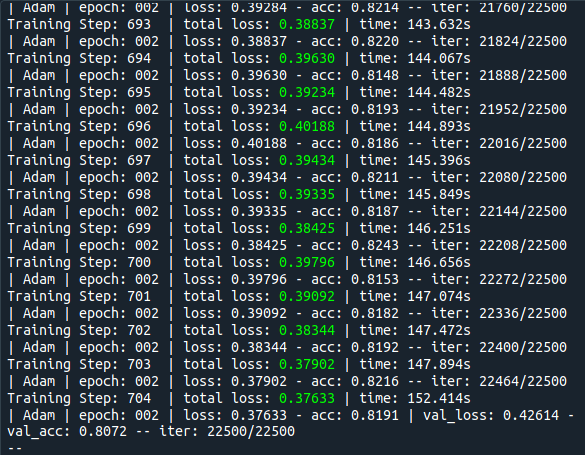 | Adam | epoch: 002 | loss: 0.39284 - acc: 0.8214 -- iter: 21760/22500
Training Step: 693  | total loss: 0.38837 | time: 143.632s
| Adam | epoch: 002 | loss: 0.38837 - acc: 0.8220 -- iter: 21824/22500
Training Step: 694  | total loss: 0.39630 | time: 144.067s
| Adam | epoch: 002 | loss: 0.39630 - acc: 0.8148 -- iter: 21888/22500
Training Step: 695  | total loss: 0.39234 | time: 144.482s
| Adam | epoch: 002 | loss: 0.39234 - acc: 0.8193 -- iter: 21952/22500
Training Step: 696  | total loss: 0.40188 | time: 144.893s
| Adam | epoch: 002 | loss: 0.40188 - acc: 0.8186 -- iter: 22016/22500
Training Step: 697  | total loss: 0.39434 | time: 145.396s
| Adam | epoch: 002 | loss: 0.39434 - acc: 0.8211 -- iter: 22080/22500
Training Step: 698  | total loss: 0.39335 | time: 145.849s
| Adam | epoch: 002 | loss: 0.39335 - acc: 0.8187 -- iter: 22144/22500
Training Step: 699  | total loss: 0.38425 | time: 146.251s
| Adam | epoch: 002 | loss: 0.38425 - acc: 0.8243 -- iter: 22208/22500
Training Step: 700  | total loss: 0.39796 | time: 146.656s
| Adam | epoch: 002 | loss: 0.39796 - acc: 0.8153 -- iter: 22272/22500
Training Step: 701  | total loss: 0.39092 | time: 147.074s
| Adam | epoch: 002 | loss: 0.39092 - acc: 0.8182 -- iter: 22336/22500
Training Step: 702  | total loss: 0.38344 | time: 147.472s
| Adam | epoch: 002 | loss: 0.38344 - acc: 0.8192 -- iter: 22400/22500
Training Step: 703  | total loss: 0.37902 | time: 147.894s
| Adam | epoch: 002 | loss: 0.37902 - acc: 0.8216 -- iter: 22464/22500
Training Step: 704  | total loss: 0.37633 | time: 152.414s
| Adam | epoch: 002 | loss: 0.37633 - acc: 0.8191 | val_loss: 0.42614 -
val_acc: 0.8072 -- iter: 22500/22500
--